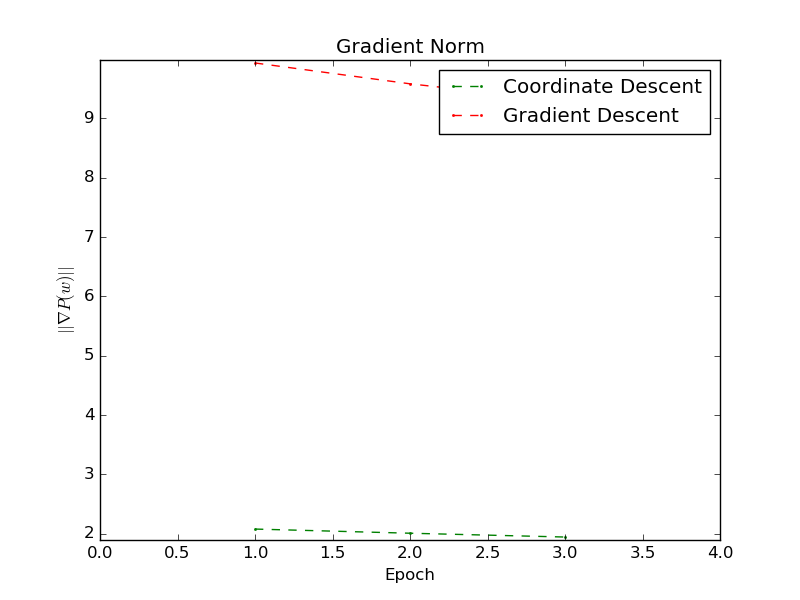 Gradient Norm
Coordinate Descent
Gradient Descent
9
8
7
6
5
4
3
2
||∇P(w)||
0.0 0.5 1.0 1.5 2.0 2.5 3.0 3.5 4.0
Epoch